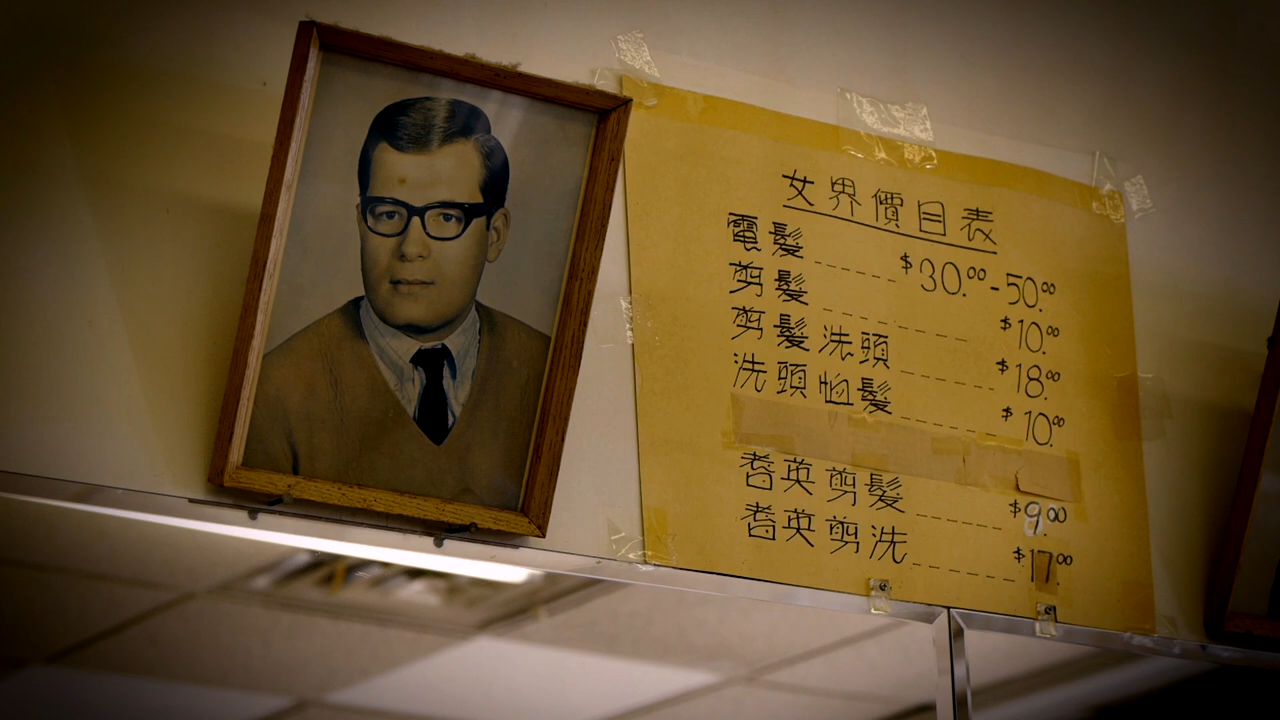 女界價目表
電髮 $30.00-50.00
剪髮 $10.00
剪髮洗頭 $18.00
洗頭恤髮 $10.00
耆英剪髮 $9.00
耆英剪洗 $17.00